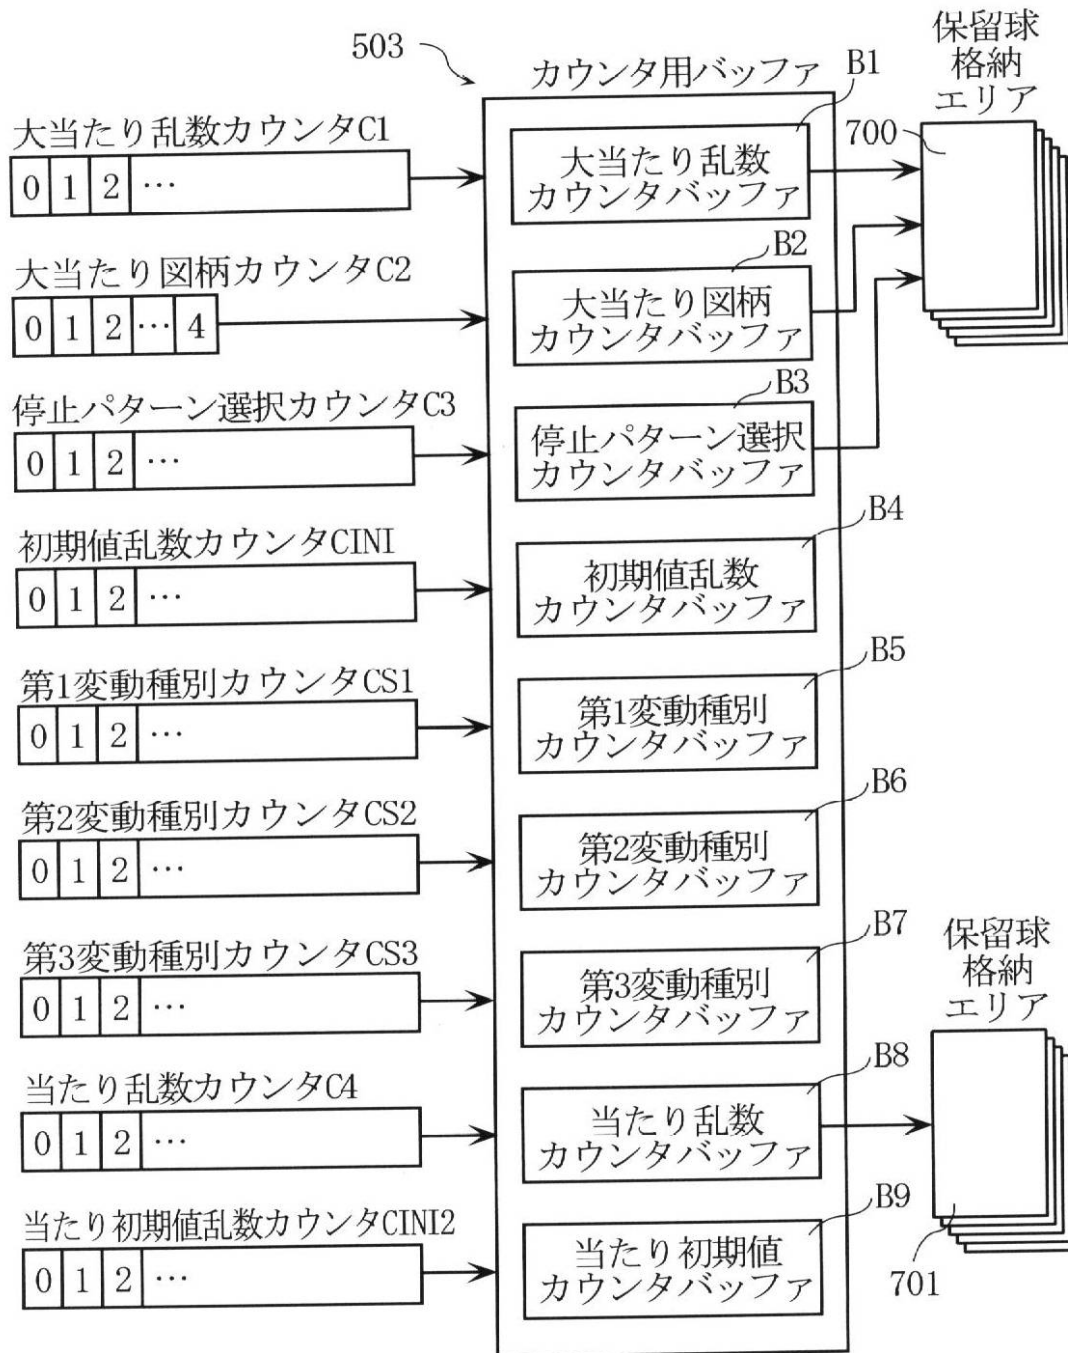 503
カウンタ用バッファ
保留球
格納
エリア
700
大当たり乱数カウンタC1
0 1 2 …
B1
大当たり乱数
カウンタバッファ
大当たり図柄カウンタC2
0 1 2 … 4
B2
大当たり図柄
カウンタバッファ
停止パターン選択カウンタC3
0 1 2 …
B3
停止パターン選択
カウンタバッファ
初期値乱数カウンタCINI
0 1 2 …
B4
初期値乱数
カウンタバッファ
第1変動種別カウンタCS1
0 1 2 …
B5
第1変動種別
カウンタバッファ
第2変動種別カウンタCS2
0 1 2 …
B6
第2変動種別
カウンタバッファ
第3変動種別カウンタCS3
0 1 2 …
B7
第3変動種別
カウンタバッファ
保留球
格納
エリア
当たり乱数カウンタC4
0 1 2 …
B8
当たり乱数
カウンタバッファ
当たり初期値乱数カウンタCINI2
0 1 2 …
B9
当たり初期値
カウンタバッファ
701